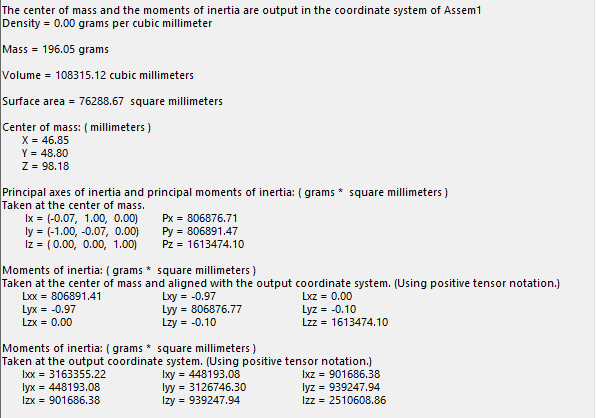 The center of mass and the moments of inertia are output in the coordinate system of Assem1
Density = 0.00 grams per cubic millimeter
Mass = 196.05 grams
Volume = 108315.12 cubic millimeters
Surface area = 76288.67 square millimeters
Center of mass: ( millimeters )
X = 46.85
Y = 48.80
Z = 98.18
Principal axes of inertia and principal moments of inertia: ( grams * square millimeters )
Taken at the center of mass.
Ix = (-0.07, 1.00, 0.00) Px = 806876.71
Iy = (-1.00, -0.07, 0.00) Py = 806891.47
Iz = ( 0.00, 0.00, 1.00) Pz = 1613474.10
Moments of inertia: ( grams * square millimeters )
Taken at the center of mass and aligned with the output coordinate system. (Using positive tensor notation.)
Lxx = 806891.41 Lxy = -0.97 Lxz = 0.00
Lyx = -0.97 Lyy = 806876.77 Lyz = -0.10
Lzx = 0.00 Lzy = -0.10 Lzz = 1613474.10
Moments of inertia: ( grams * square millimeters )
Taken at the output coordinate system. (Using positive tensor notation.)
Ixx = 3163355.22 Ixy = 448193.08 Ixz = 901686.38
Iyx = 448193.08 Iyy = 3126746.30 Iyz = 939247.94
Izx = 901686.38 Izy = 939247.94 Izz = 2510608.86